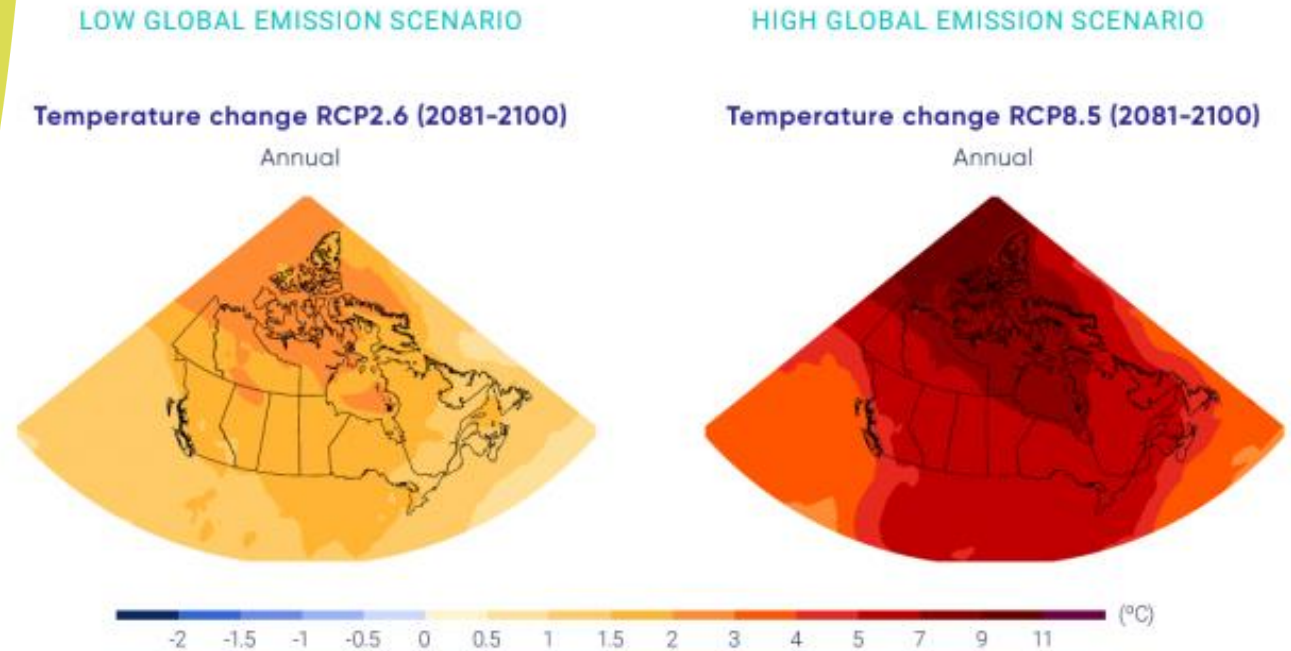 LOW GLOBAL EMISSION SCENARIO
HIGH GLOBAL EMISSION SCENARIO
Temperature change RCP2.6 (2081-2100)
Temperature change RCP8.5 (2081-2100)
Annual
Annual
-2 -1.5 -1 -0.5 0 0.5 1 1.5 2 3 4 5 7 9 11 (ºC)